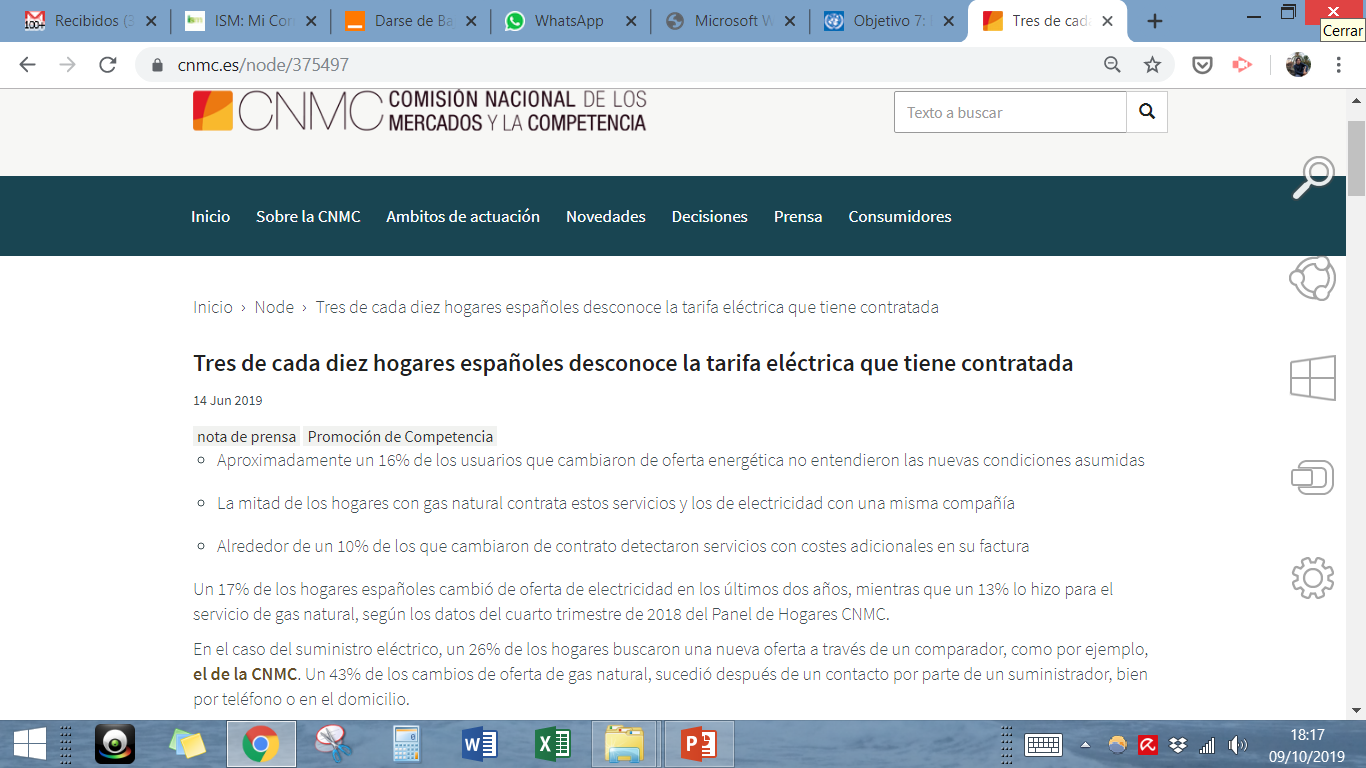 100+
Recibidos (3
ISM: Mi Cor
Darse de Ba
WhatsApp
Microsoft W
Objetivo 7:
Tres de cada
Cerrar
cnmc.es/node/375497
CNMC COMISIÓN NACIONAL DE LOS
MERCADOS Y LA COMPETENCIA
Texto a buscar
Inicio Sobre la CNMC Ambitos de actuación Novedades Decisiones Prensa Consumidores
Inicio › Node › Tres de cada diez hogares españoles desconoce la tarifa eléctrica que tiene contratada
Tres de cada diez hogares españoles desconoce la tarifa eléctrica que tiene contratada
14 Jun 2019
nota de prensa Promoción de Competencia
Aproximadamente un 16% de los usuarios que cambiaron de oferta energética no entendieron las nuevas condiciones asumidas
La mitad de los hogares con gas natural contrata estos servicios y los de electricidad con una misma compañía
Alrededor de un 10% de los que cambiaron de contrato detectaron servicios con costes adicionales en su factura
Un 17% de los hogares españoles cambió de oferta de electricidad en los últimos dos años, mientras que un 13% lo hizo para el
servicio de gas natural, según los datos del cuarto trimestre de 2018 del Panel de Hogares CNMC.
En el caso del suministro eléctrico, un 26% de los hogares buscaron una nueva oferta a través de un comparador, como por ejemplo,
el de la CNMC. Un 43% de los cambios de oferta de gas natural, sucedió después de un contacto por parte de un suministrador, bien
por teléfono o en el domicilio.
18:17
09/10/2019